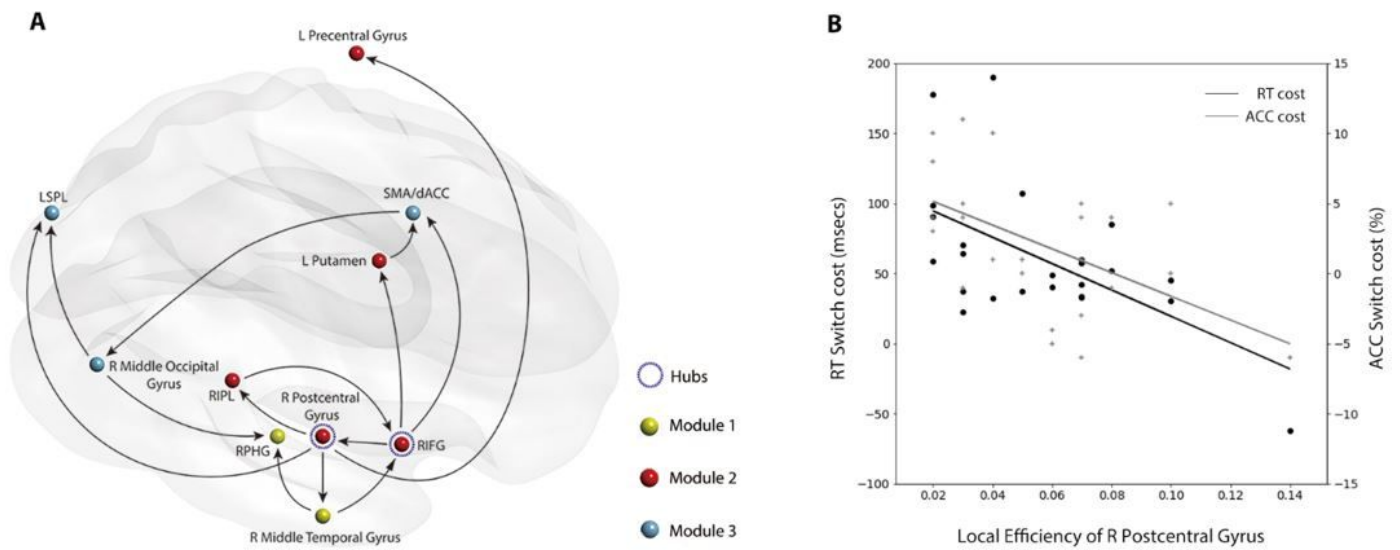 A
L Precentral Gyrus
LSPL
SMA/dACC
L Putamen
R Middle Occipital
Gyrus
RIPL
R Postcentral
Gyrus
RPHG
RIFG
R Middle Temporal Gyrus
Hubs
Module 1
Module 2
Module 3
B
RT cost
ACC cost
RT Switch cost (msecs)
200
150
100
50
0
−50
−100
15
10
5
0
−5
−10
−15
ACC Switch cost (%)
0.02 0.04 0.06 0.08 0.10 0.12 0.14
Local Efficiency of R Postcentral Gyrus